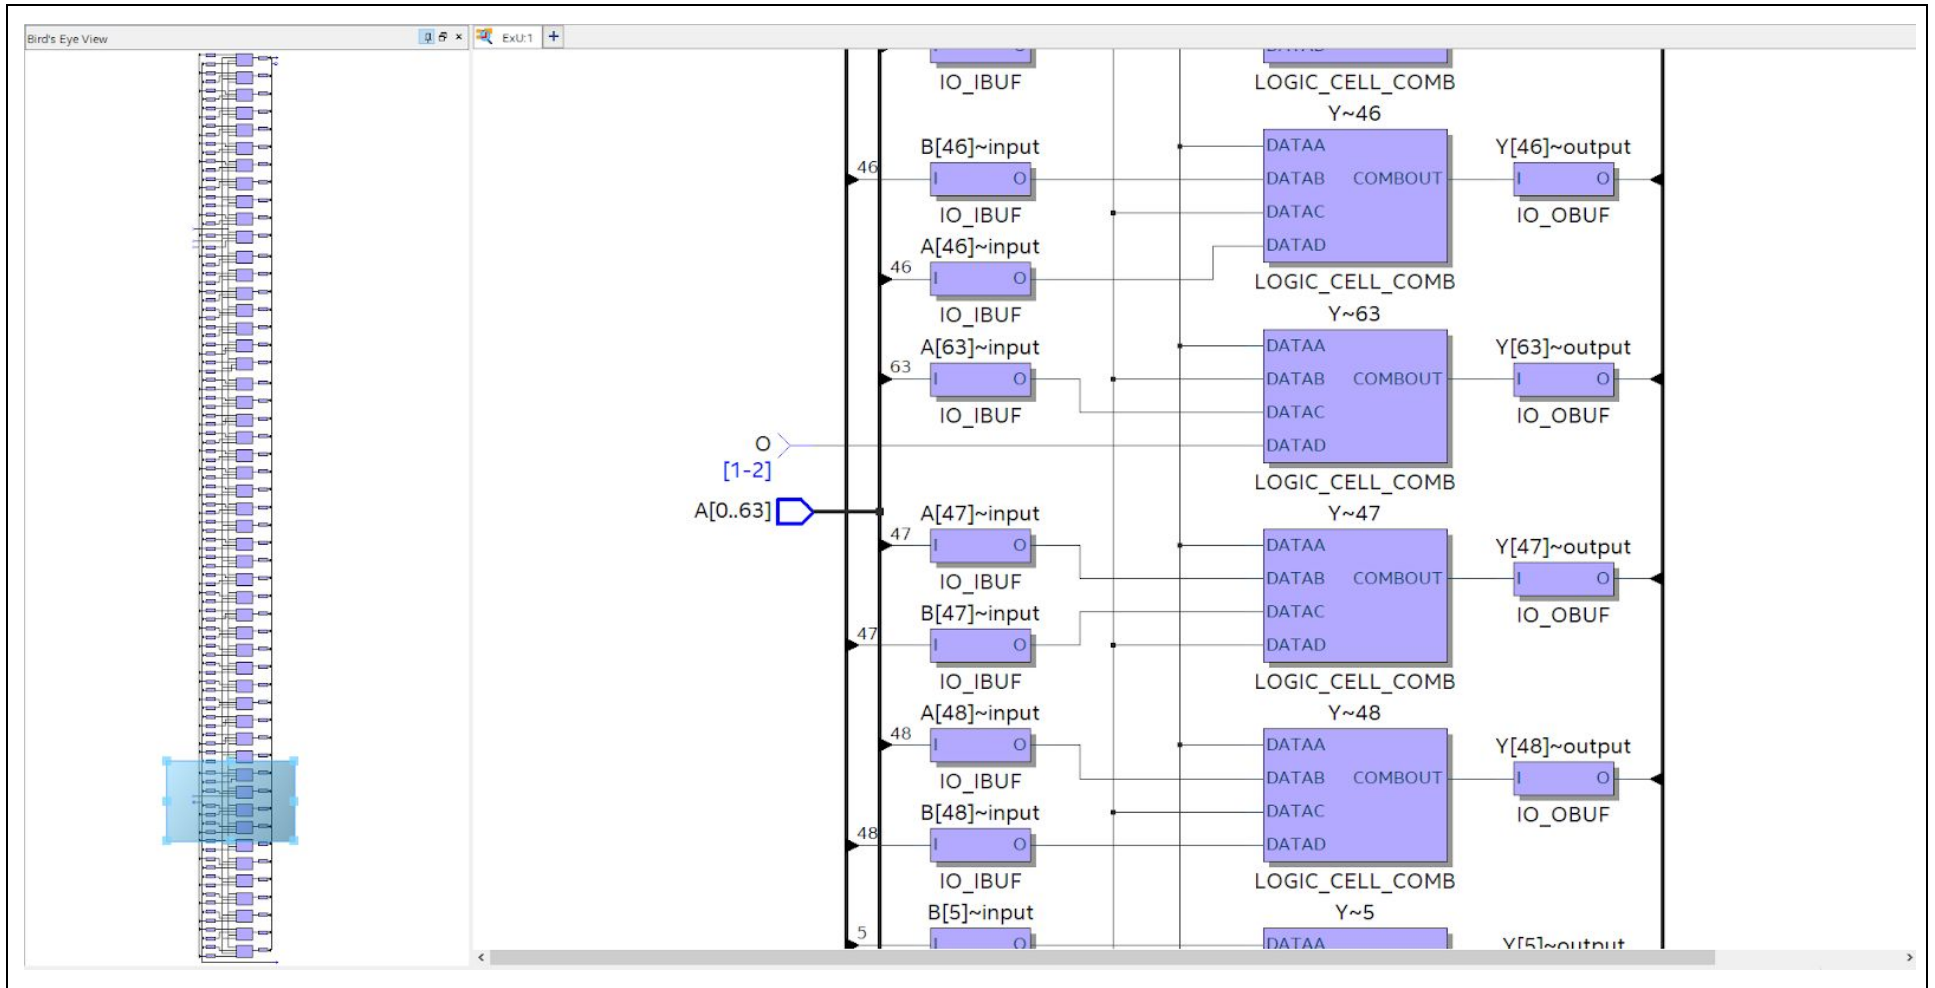 Bird's Eye View
ExU:1
IO_IBUF
LOGIC_CELL_COMB
Y~46
B[46]~input
DATAA
Y[46]~output
46
I
O
DATAB
COMBOUT
I
O
IO_IBUF
DATAC
IO_OBUF
A[46]~input
DATAD
46
I
O
LOGIC_CELL_COMB
IO_IBUF
Y~63
A[63]~input
DATAA
Y[63]~output
63
I
O
DATAB
COMBOUT
I
O
IO_IBUF
DATAC
IO_OBUF
O
DATAD
[1-2]
LOGIC_CELL_COMB
A[0..63]
A[47]~input
Y~47
47
I
O
DATAA
Y[47]~output
IO_IBUF
DATAB
COMBOUT
I
O
B[47]~input
DATAC
IO_OBUF
47
I
O
DATAD
IO_IBUF
LOGIC_CELL_COMB
A[48]~input
Y~48
48
I
O
DATAA
Y[48]~output
IO_IBUF
DATAB
COMBOUT
I
O
B[48]~input
DATAC
IO_OBUF
48
I
O
DATAD
IO_IBUF
LOGIC_CELL_COMB
B[5]~input
Y~5
5
I
O
DATAA
Y[5]~output